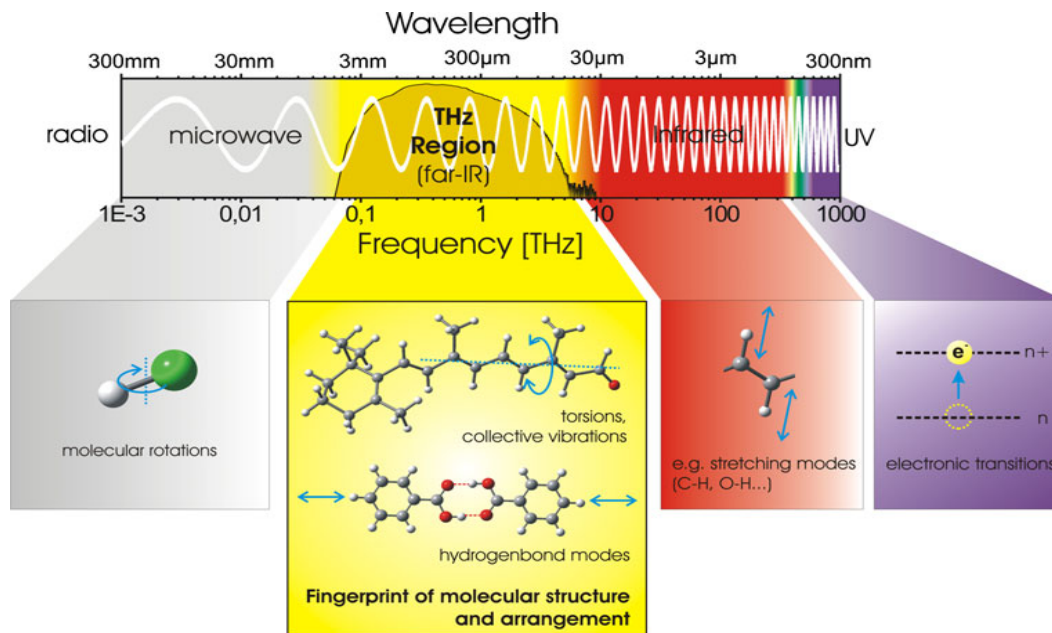 Wavelength
300mm 30mm 3mm 300µm 30µm 3µm 300nm
radio microwave THz Region (far-IR) Infrared UV
1E-3 0,01 0,1 1 10 100 1000
Frequency [THz]
molecular rotations
torsions,
collective vibrations
hydrogenbond modes
Fingerprint of molecular structure
and arrangement
e.g. stretching modes
(C-H, O-H...)
e- n+
n
electronic transitions